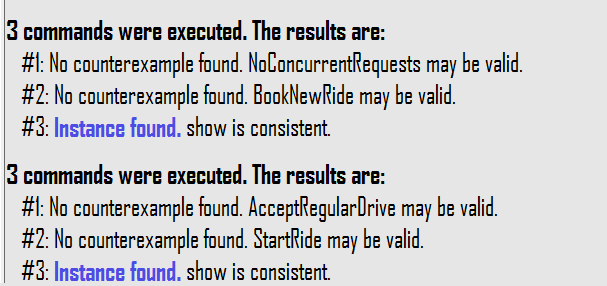 3 commands were executed. The results are:
#1: No counterexample found. NoConcurrentRequests may be valid.
#2: No counterexample found. BookNewRide may be valid.
#3: Instance found. show is consistent.
3 commands were executed. The results are:
#1: No counterexample found. AcceptRegularDrive may be valid.
#2: No counterexample found. StartRide may be valid.
#3: Instance found. show is consistent.